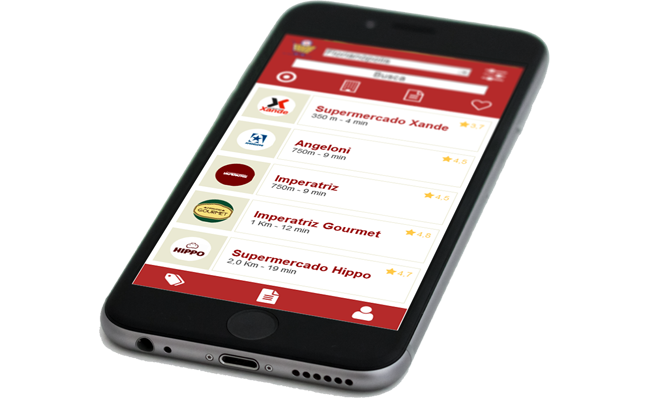 Florianópolis
Busca
Xande
Supermercado Xande
350 m - 4 min
3.7
Angeloni
750m - 9 min
4.5
IMPERATRIZ
Imperatriz
750m - 9 min
4.5
GOURMET
Imperatriz Gourmet
1 Km - 12 min
4.6
HIPPO
Supermercado Hippo
2,0 Km - 19 min
4.7